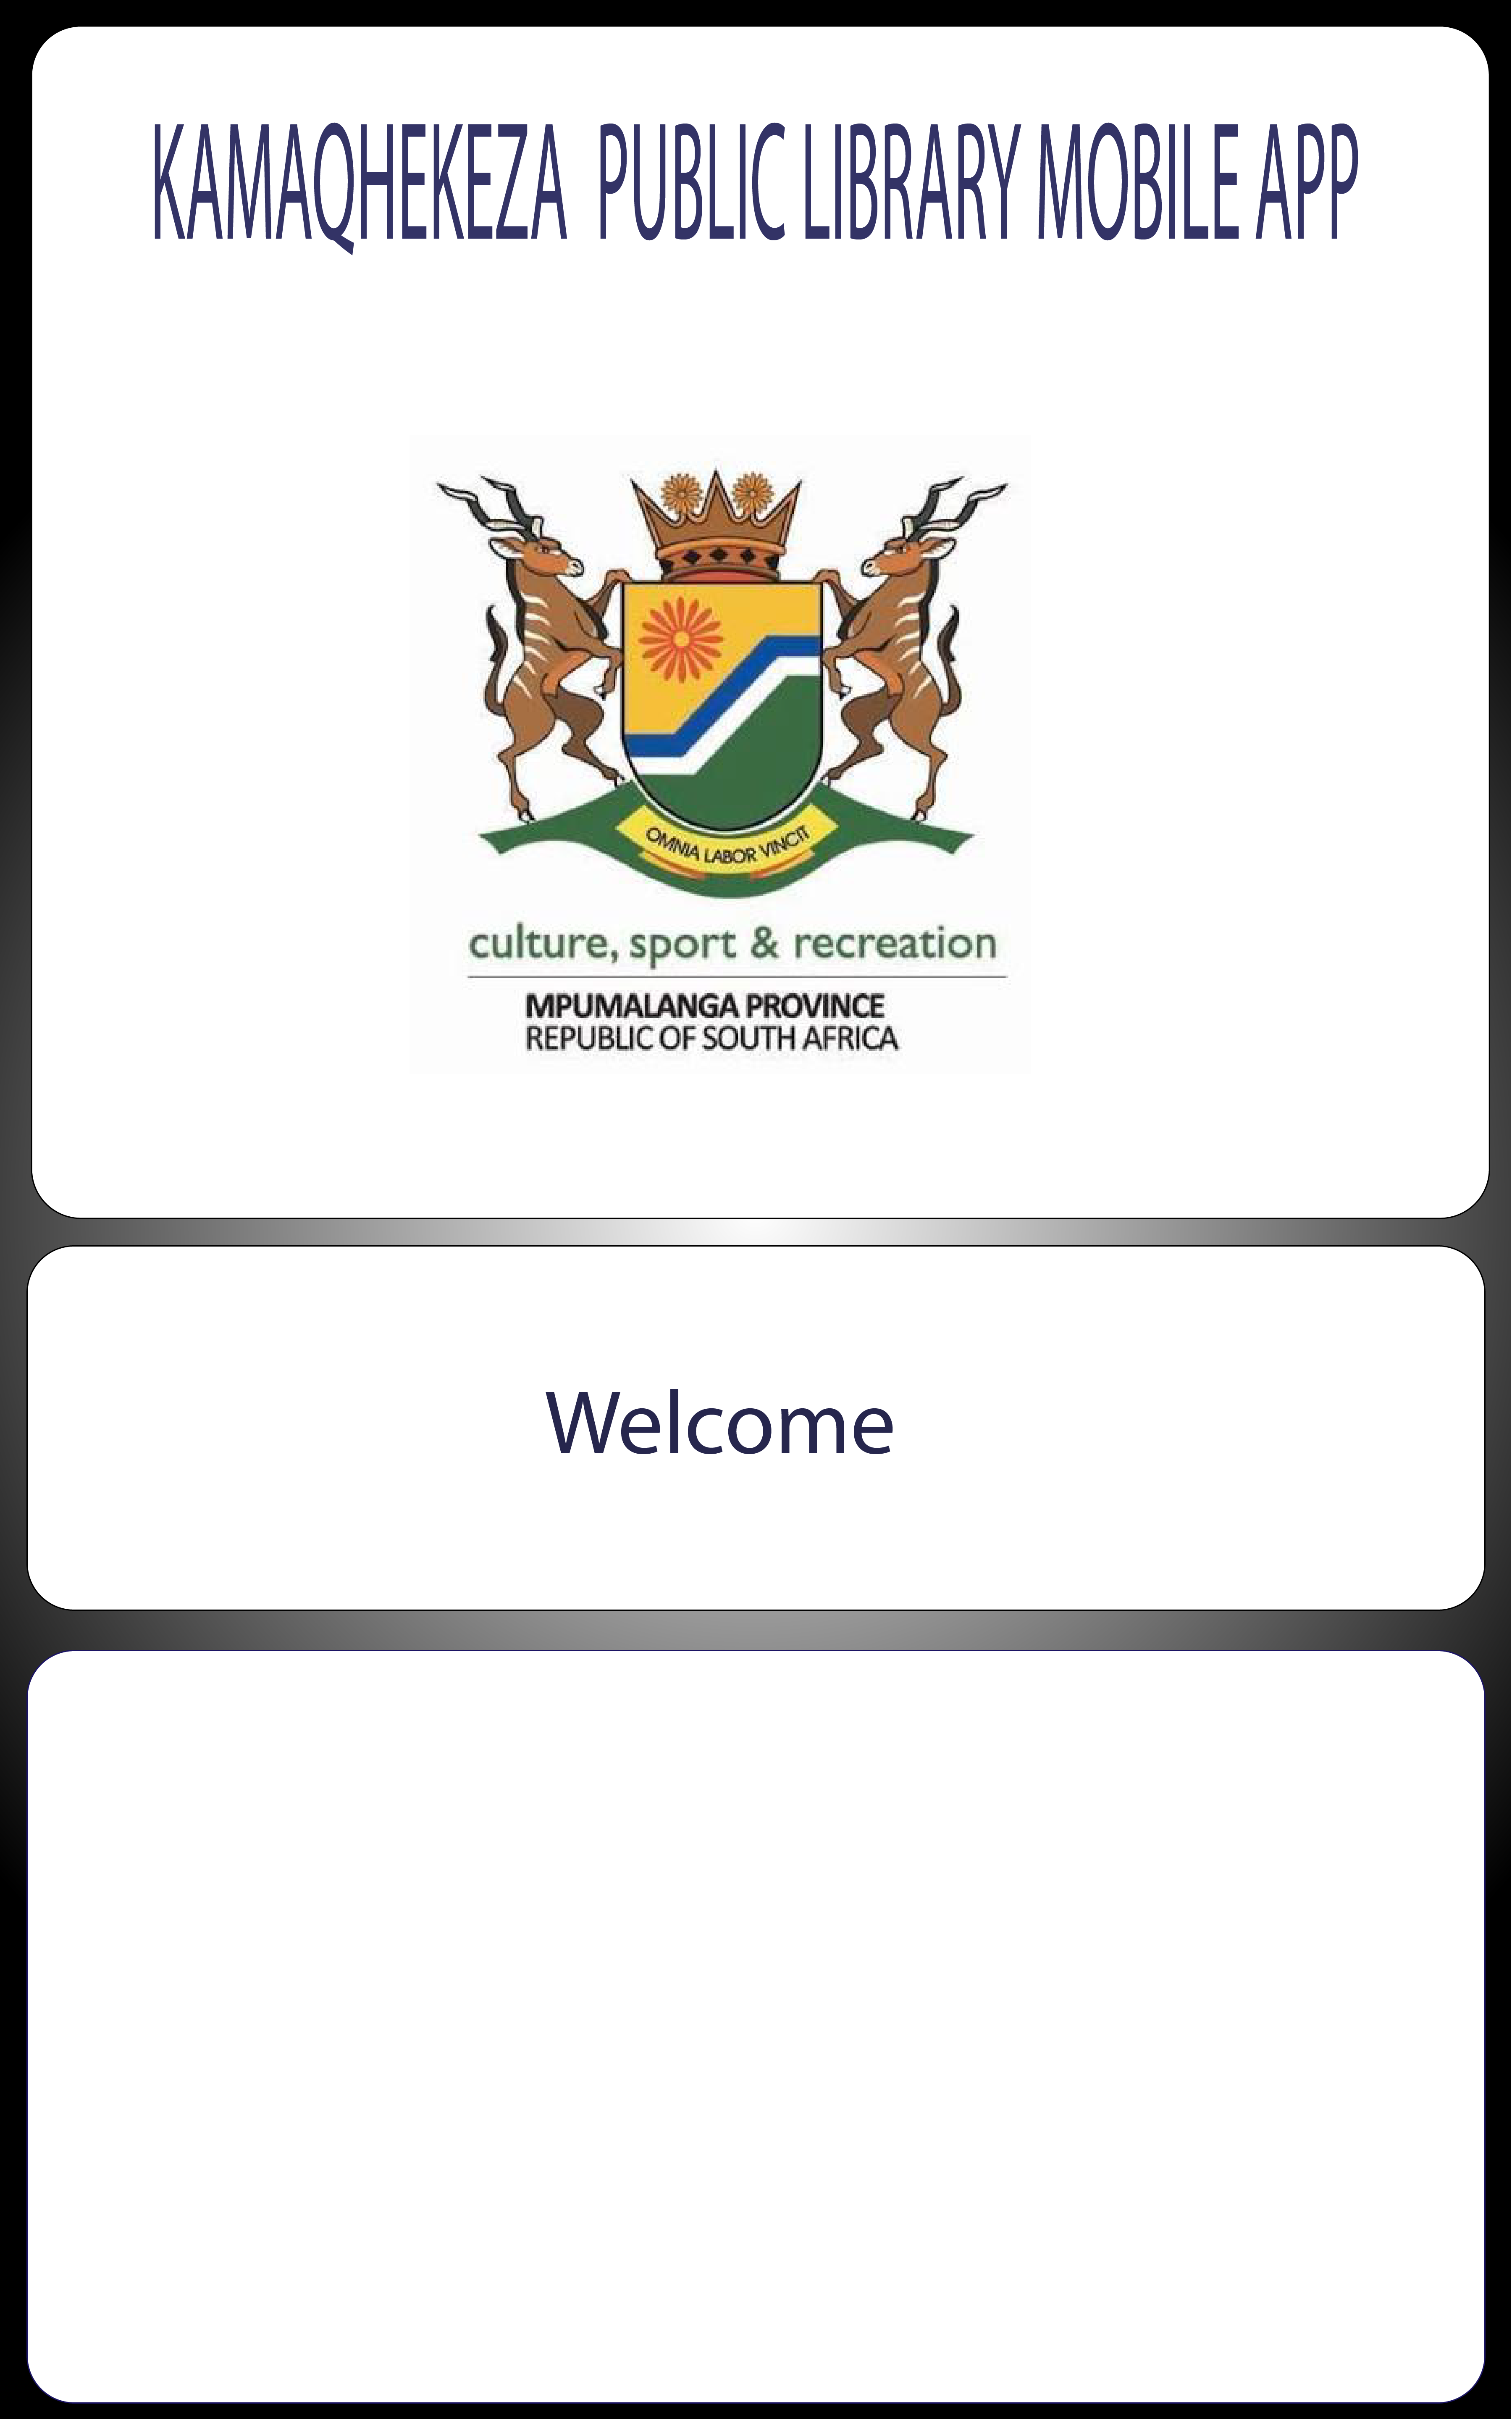 KAMAQHEKEZA PUBLIC LIBRARY MOBILE APP
OMNIA LABOR VINCIT
culture, sport & recreation
MPUMALANGA PROVINCE
REPUBLIC OF SOUTH AFRICA
Welcome